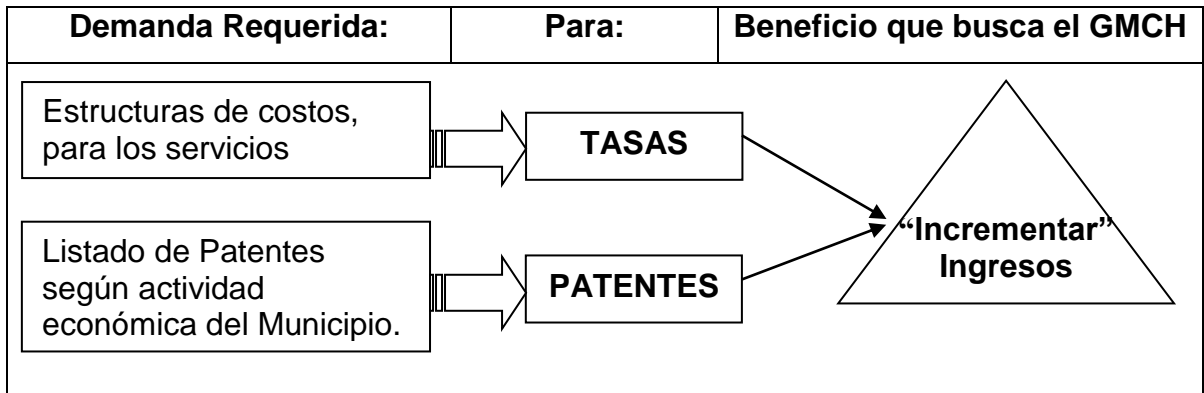 Demanda Requerida:
Para:
Beneficio que busca el GMCH
Estructuras de costos,
para los servicios
TASAS
Listado de Patentes
según actividad
económica del Municipio.
PATENTES
“Incrementar”
Ingresos